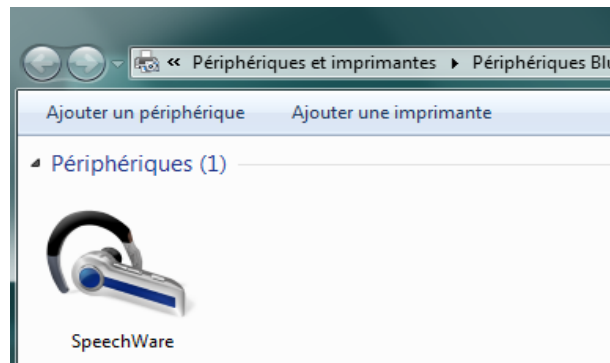 « Périphériques et imprimantes ▸ Périphériques
Ajouter un périphérique Ajouter une imprimante
Périphériques (1)
SpeechWare